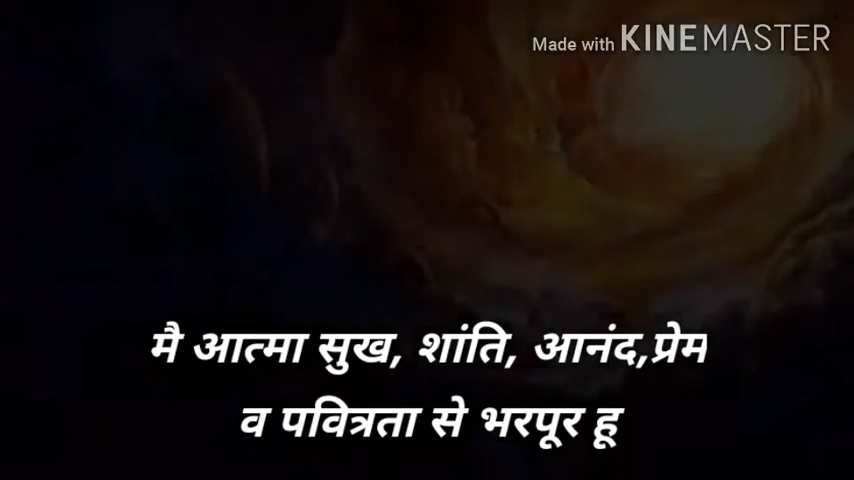 Made with KINEMASTER
मै आत्मा सुख, शांति, आनंद,प्रेम
व पवित्रता से भरपूर हू